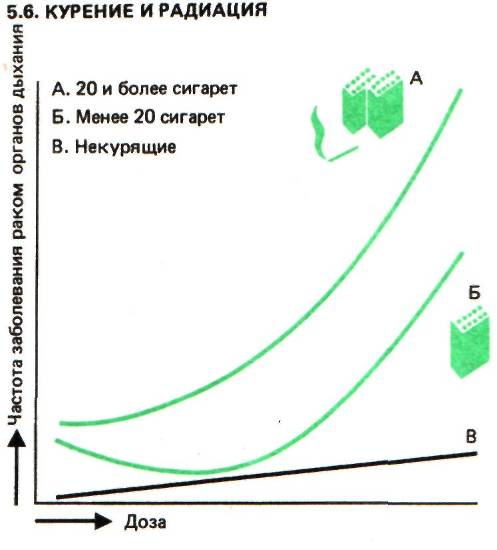 5.6. КУРЕНИЕ И РАДИАЦИЯ
А. 20 и более сигарет
Б. Менее 20 сигарет
В. Некурящие
Частота заболевания раком органов дыхания
А
Б
В
Доза